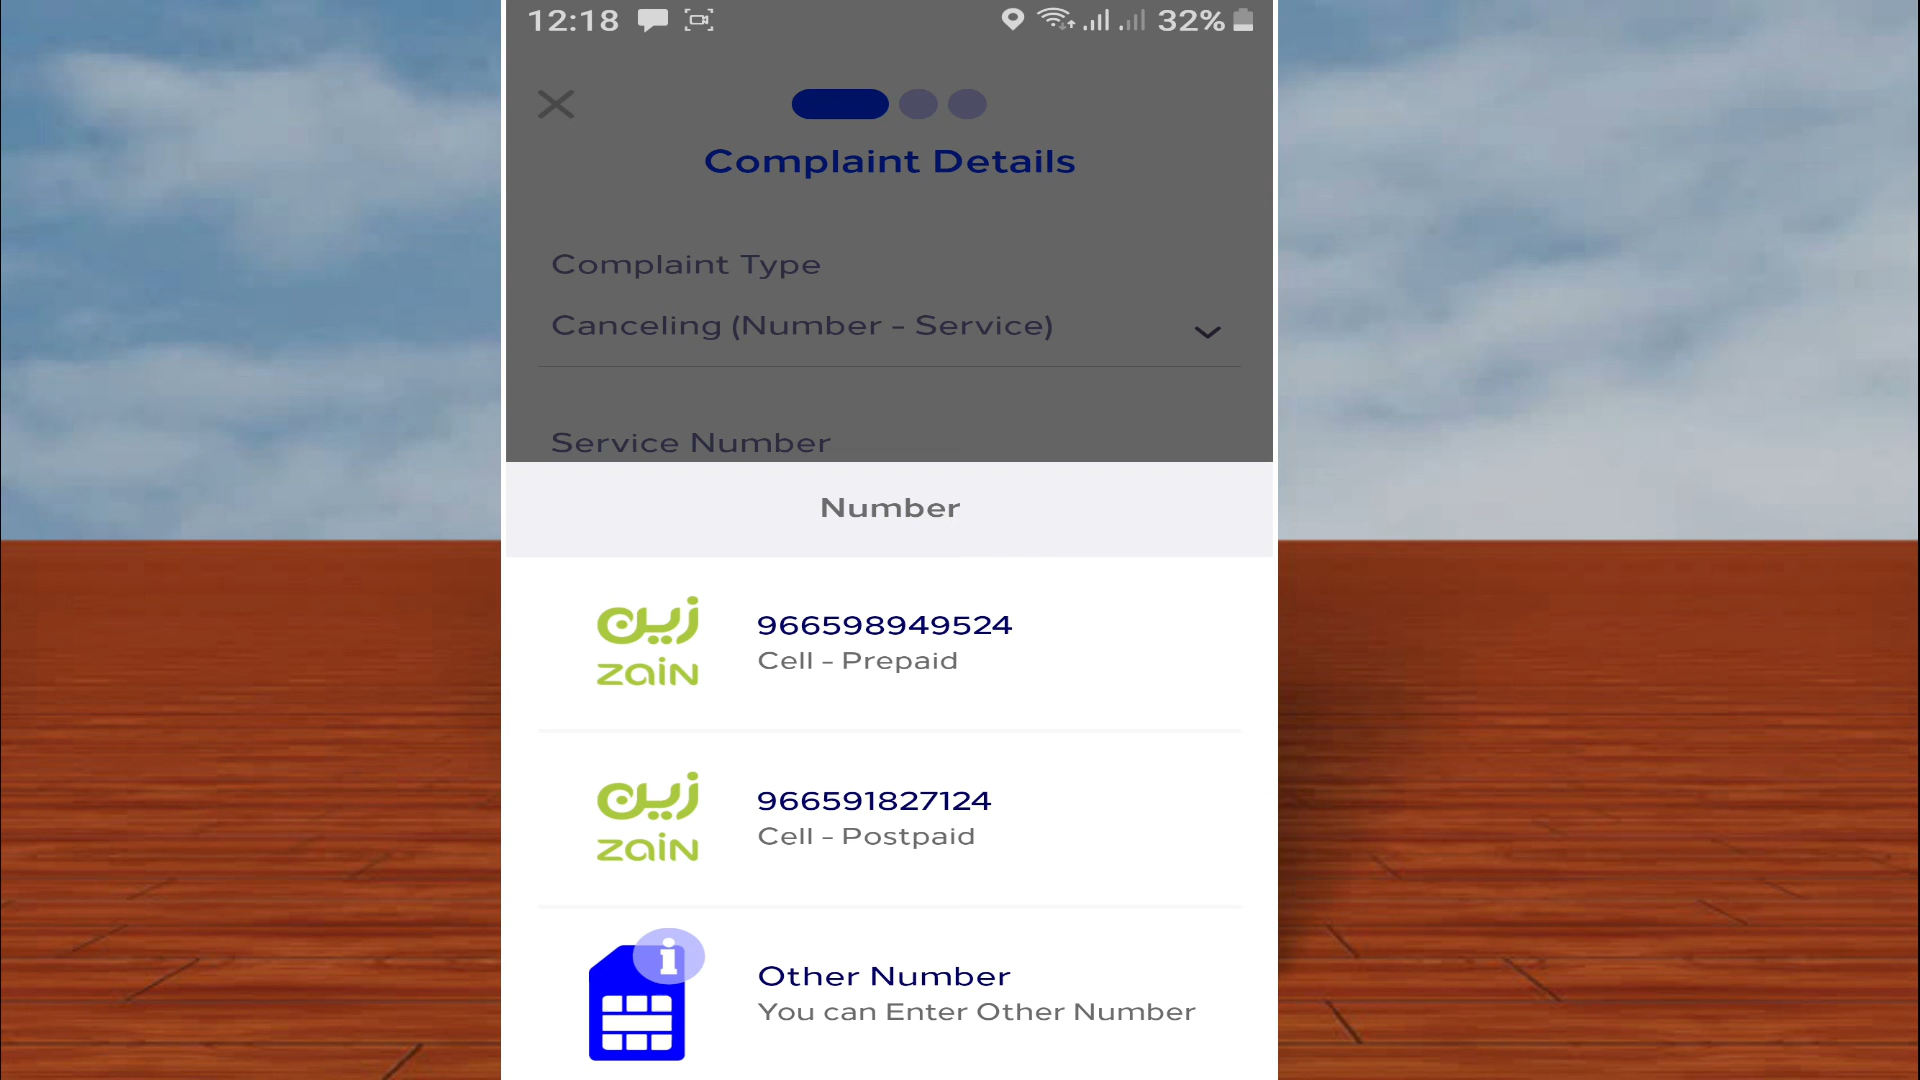 12:18 32%
Complaint Details
Complaint Type
Canceling (Number - Service)
Service Number
Number
زين
zain
966598949524
Cell - Prepaid
زين
zain
966591827124
Cell - Postpaid
i
Other Number
You can Enter Other Number